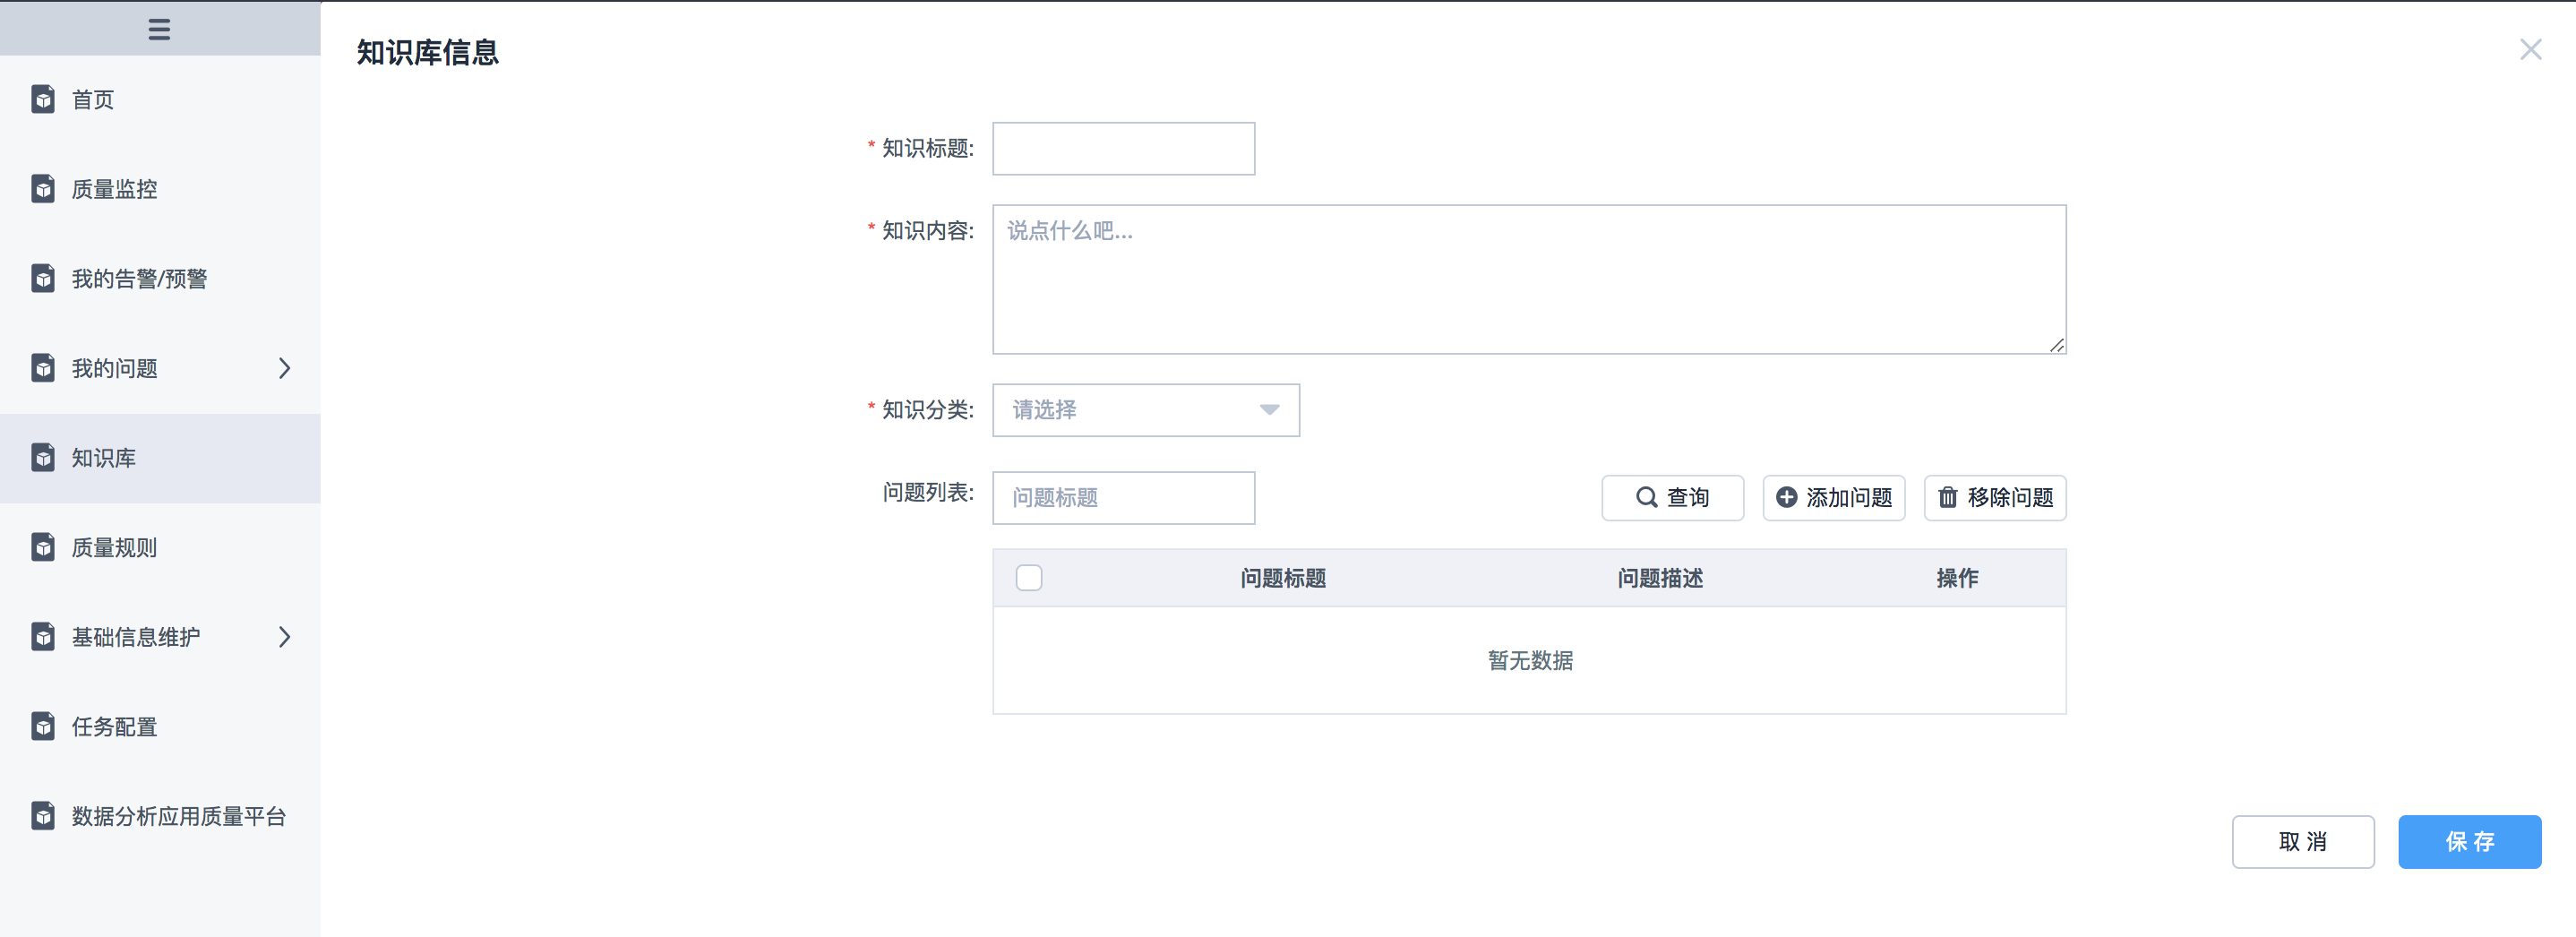 首页
质量监控
我的告警/预警
我的问题
知识库
质量规则
基础信息维护
任务配置
数据分析应用质量平台
知识库信息
* 知识标题:
* 知识内容: 说点什么吧...
* 知识分类: 请选择
问题列表: 问题标题 查询 添加问题 移除问题
问题标题 问题描述 操作
暂无数据
取 消 保 存